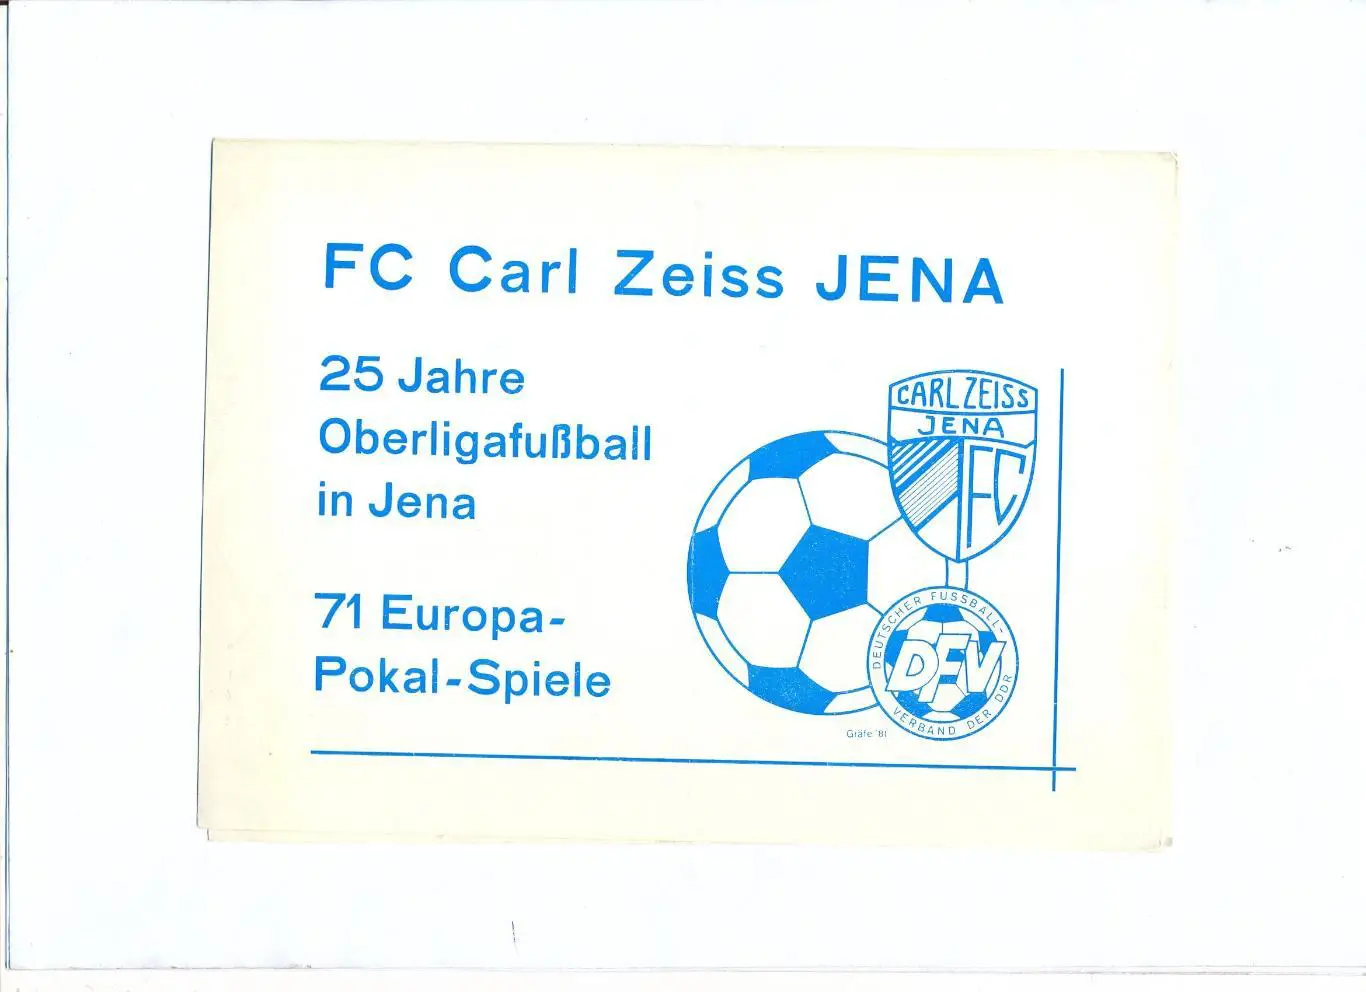 FC Carl Zeiss JENA
25 Jahre
Oberligafußball
in Jena
71 Europa-
Pokal-Spiele
CARL ZEISS
JENA
FC
DEUTSCHER FUSSBALL-
DFV
VERBAND DER DDR
Gräfe '81